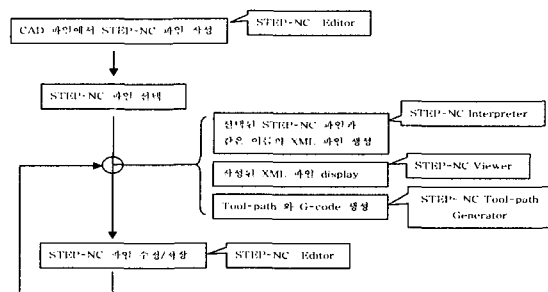 CAD 파일에서 STEP-NC 파일 작성
STEP-NC Editor
STEP-NC 파일 선택
선택된 STEP-NC 파일과
같은 이름의 XML 파일 생성
STEP-NC Interpreter
작성된 XML 파일 display
STEP-NC Viewer
Tool-path 와 G-code 생성
STEP- NC Tool-path
Generator
STEP-NC 파일 수정/저장
STEP-NC Editor